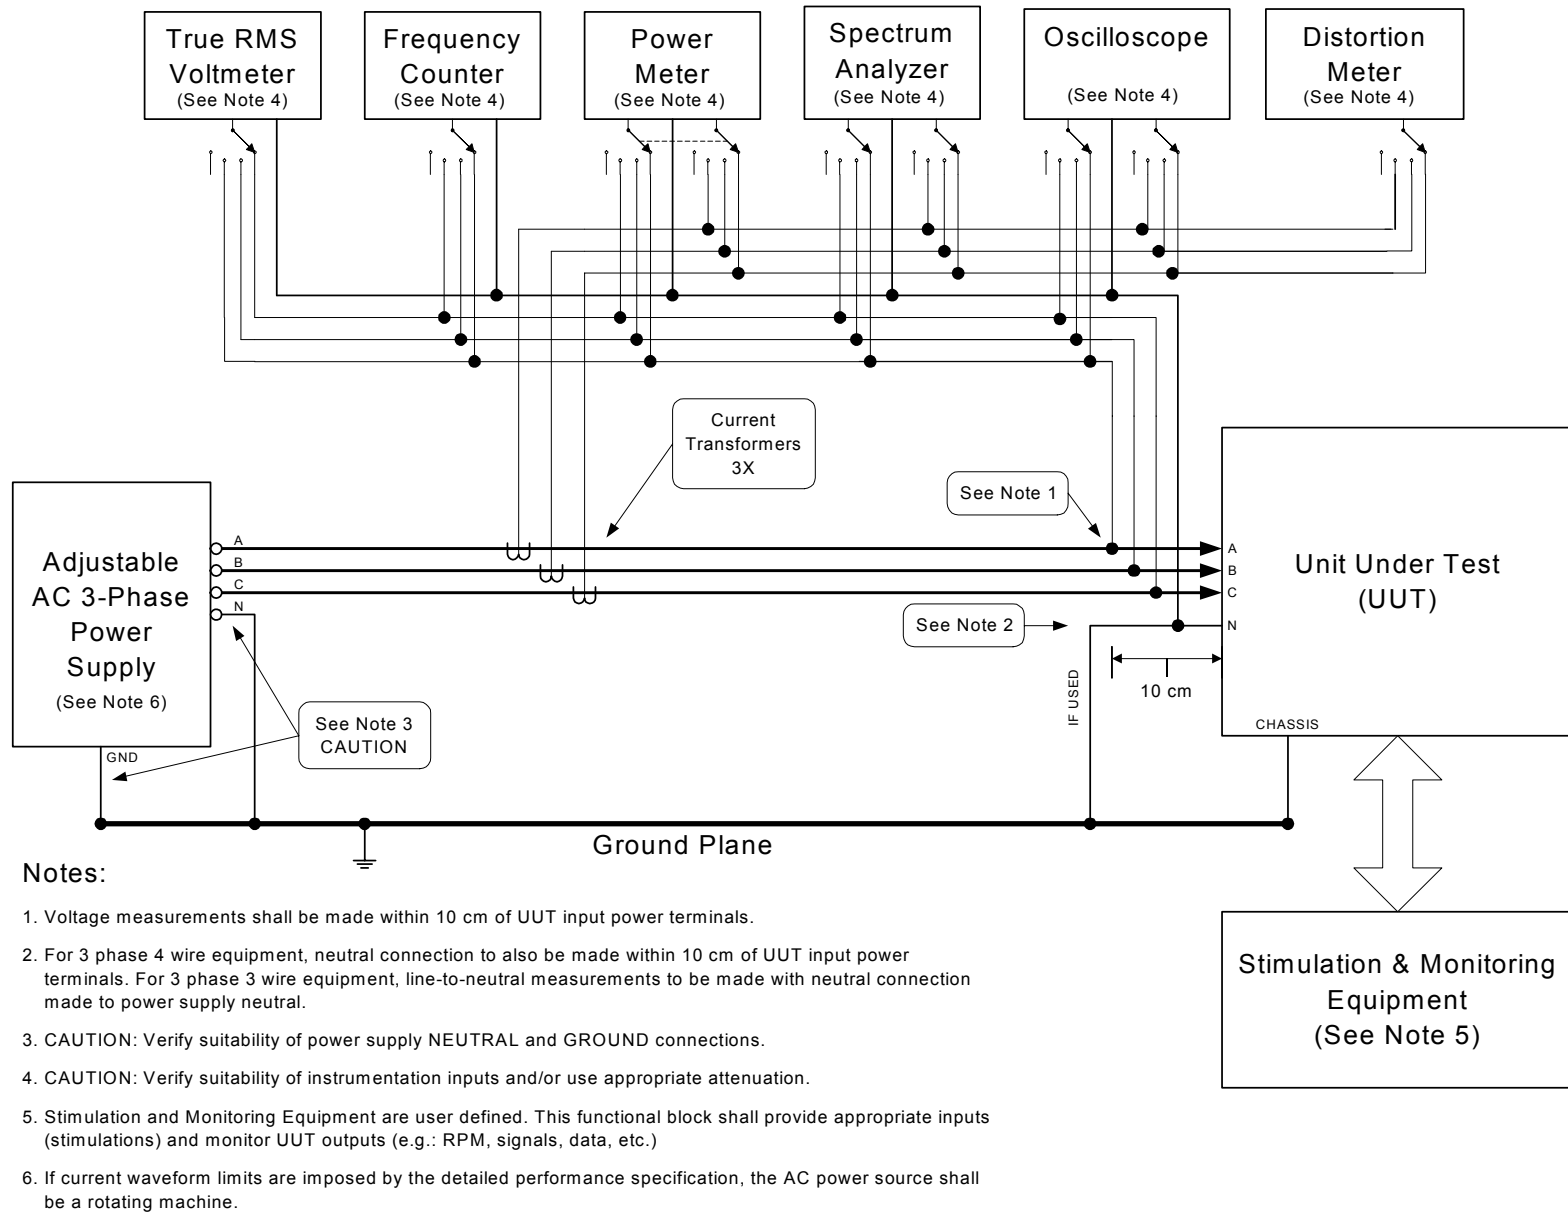 True RMS
Voltmeter
(See Note 4)
Frequency
Counter
(See Note 4)
Power
Meter
(See Note 4)
Spectrum
Analyzer
(See Note 4)
Oscilloscope
(See Note 4)
Distortion
Meter
(See Note 4)
Current
Transformers
3X
See Note 1
Adjustable
AC 3-Phase
Power
Supply
(See Note 6)
A
B
C
N
GND
See Note 3
CAUTION
See Note 2
IF USED
10 cm
A
B
C
N
Unit Under Test
(UUT)
CHASSIS
Ground Plane
Stimulation & Monitoring
Equipment
(See Note 5)
Notes:
1. Voltage measurements shall be made within 10 cm of UUT input power terminals.
2. For 3 phase 4 wire equipment, neutral connection to also be made within 10 cm of UUT input power
terminals. For 3 phase 3 wire equipment, line-to-neutral measurements to be made with neutral connection
made to power supply neutral.
3. CAUTION: Verify suitability of power supply NEUTRAL and GROUND connections.
4. CAUTION: Verify suitability of instrumentation inputs and/or use appropriate attenuation.
5. Stimulation and Monitoring Equipment are user defined. This functional block shall provide appropriate inputs
(stimulations) and monitor UUT outputs (e.g.: RPM, signals, data, etc.)
6. If current waveform limits are imposed by the detailed performance specification, the AC power source shall
be a rotating machine.